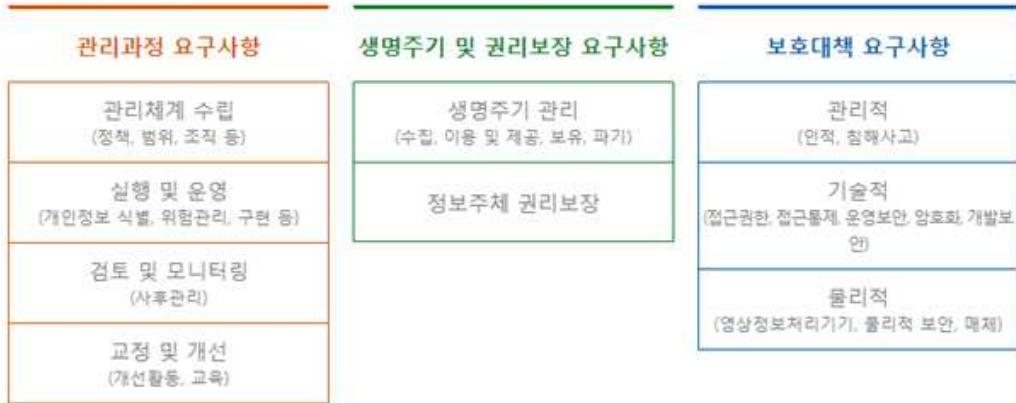 관리과정 요구사항
관리체계 수립
(정책, 범위, 조직 등)
실행 및 운영
(개인정보 식별, 위험관리, 구현 등)
검토 및 모니터링
(사후관리)
교정 및 개선
(개선활동, 교육)
생명주기 및 권리보장 요구사항
생명주기 관리
(수집, 이용 및 제공, 보유, 파기)
정보주체 권리보장
보호대책 요구사항
관리적
(인적, 침해사고)
기술적
(접근권한, 접근통제, 운영보안, 암호화, 개발보
안)
물리적
(영상정보처리기기, 물리적 보안, 매체)